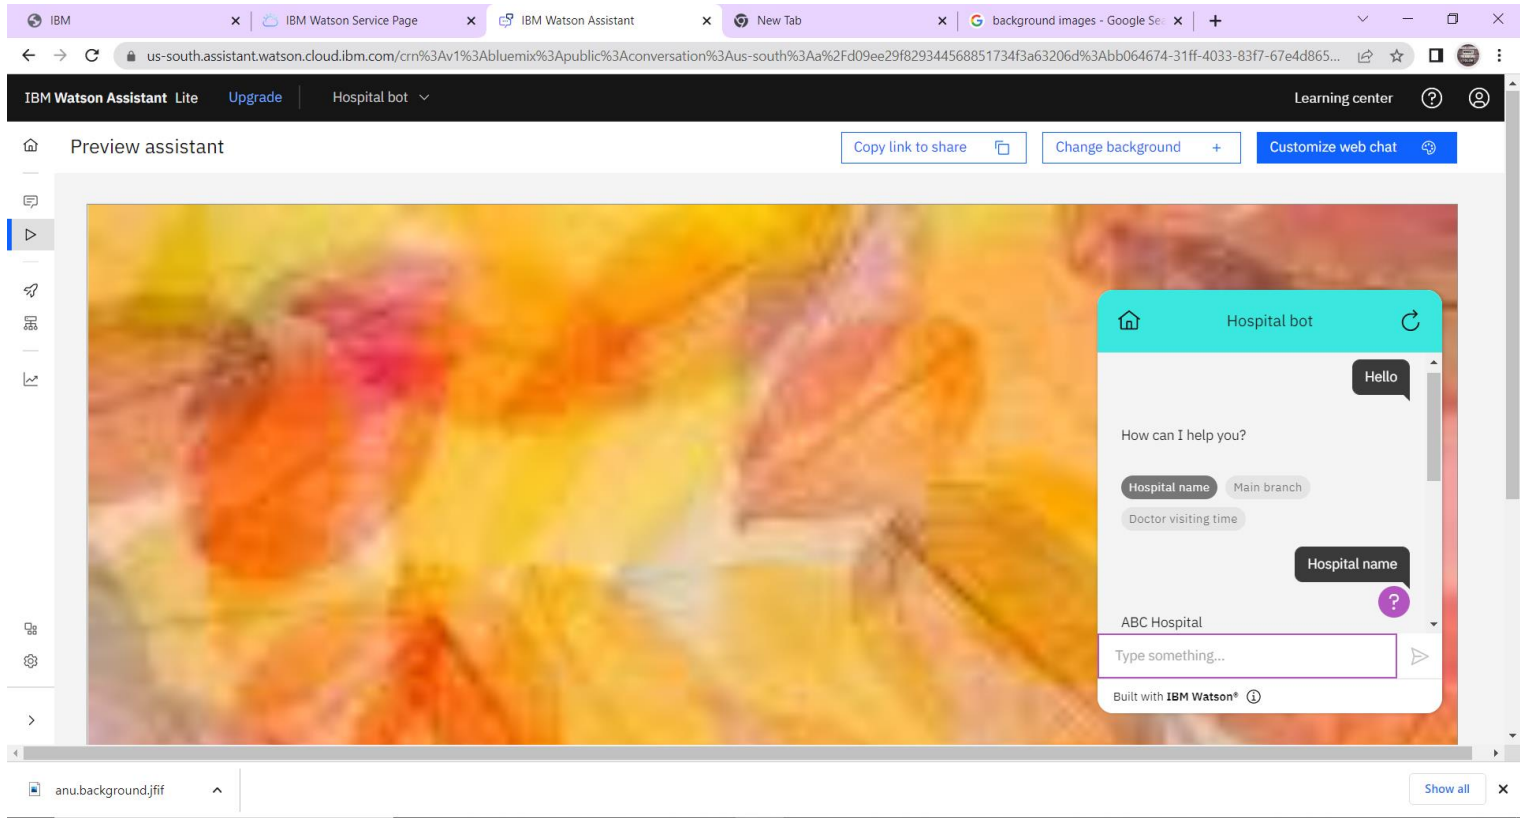 IBM
IBM Watson Service Page
IBM Watson Assistant
New Tab
background images - Google Sea
us-south.assistant.watson.cloud.ibm.com/crn%3Av1%3Abluemix%3Apublic%3Aconversation%3Aus-south%3Aa%2Fd09ee29f829344568851734f3a63206d%3Abb064674-31ff-4033-83f7-67e4d865...
IBM Watson Assistant Lite Upgrade Hospital bot Learning center
Preview assistant Copy link to share Change background + Customize web chat
Hospital bot
Hello
How can I help you?
Hospital name Main branch
Doctor visiting time
Hospital name
?
ABC Hospital
Type something...
Built with IBM Watson®
anu.background.jfif Show all